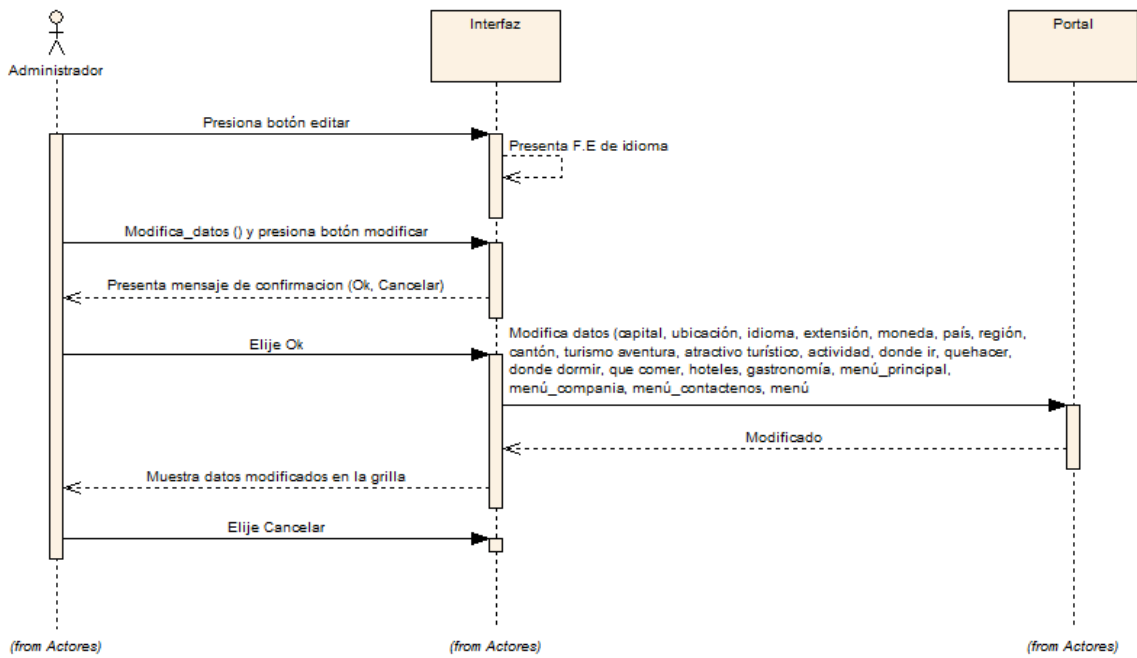 Administrador
Interfaz
Portal
Presiona botón editar
Presenta F.E de idioma
Modifica_datos () y presiona botón modificar
Presenta mensaje de confirmacion (Ok, Cancelar)
Elije Ok
Modifica datos (capital, ubicación, idioma, extensión, moneda, país, región,
cantón, turismo aventura, atractivo turístico, actividad, donde ir, quehacer,
donde dormir, que comer, hoteles, gastronomía, menú_principal,
menú_compania, menú_contactenos, menú
Modificado
Muestra datos modificados en la grilla
Elije Cancelar
(from Actores)
(from Actores)
(from Actores)